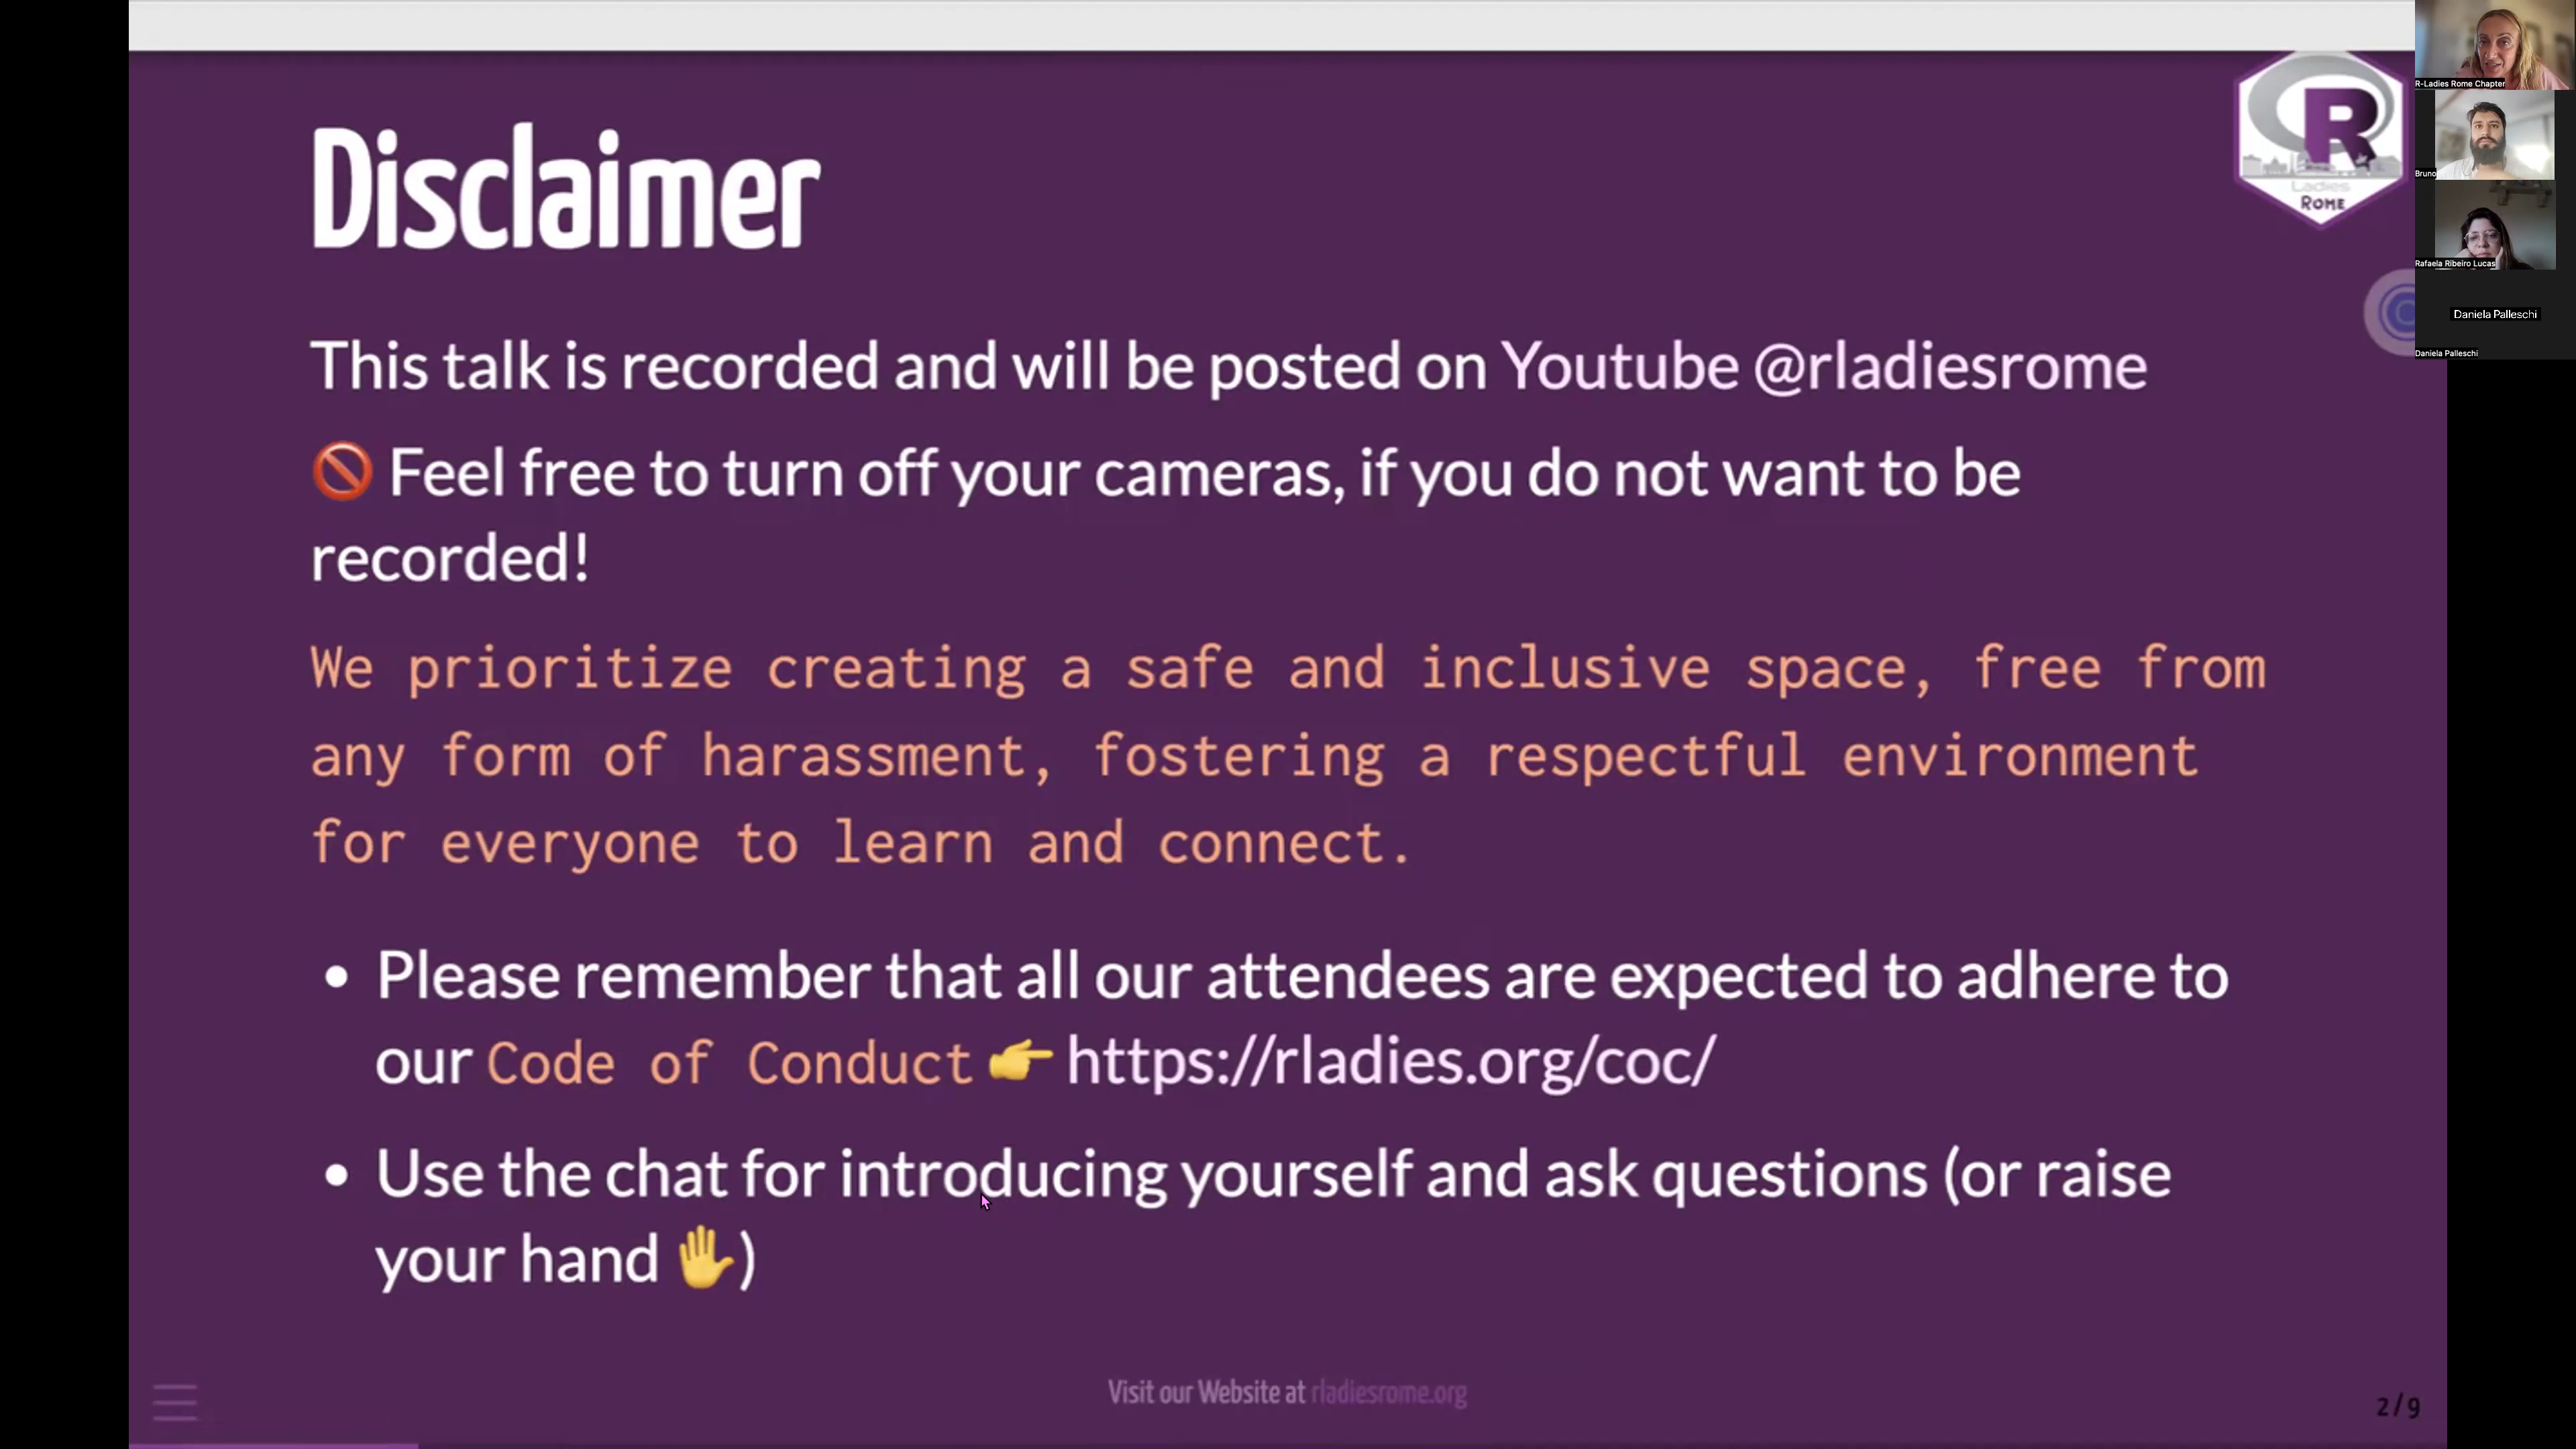 Disclaimer
This talk is recorded and will be posted on Youtube @rladiesrome
🚫 Feel free to turn off your cameras, if you do not want to be
recorded!
We prioritize creating a safe and inclusive space, free from
any form of harassment, fostering a respectful environment
for everyone to learn and connect.
• Please remember that all our attendees are expected to adhere to
our Code of Conduct 👉 https://rladies.org/coc/
• Use the chat for introducing yourself and ask questions (or raise
your hand ✋)
Visit our Website at rladiesrome.org
2 / 9
R
Ladies
ROME
R-Ladies Rome Chapter
Bruno
Rafaela Ribeiro Lucas
Daniela Palleschi
Daniela Palleschi